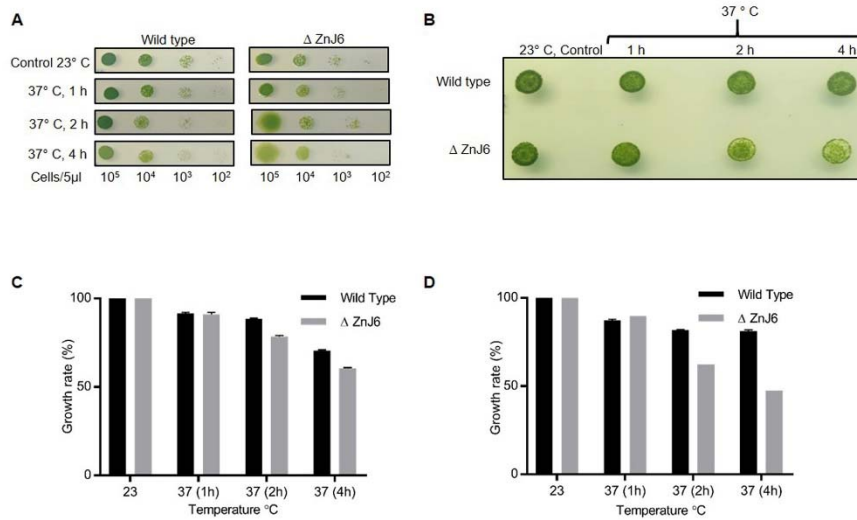 A
Wild type
Δ ZnJ6
Control 23° C
37° C, 1 h
37° C, 2 h
37° C, 4 h
Cells/5µl
10⁵ 10⁴ 10³ 10² 10⁵ 10⁴ 10³ 10²
B
37 ° C
23° C, Control 1 h 2 h 4 h
Wild type
Δ ZnJ6
C
Growth rate (%)
100
50
0
Wild Type
Δ ZnJ6
23 37 (1h) 37 (2h) 37 (4h)
Temperature °C
D
Growth rate (%)
100
50
0
Wild Type
Δ ZnJ6
23 37 (1h) 37 (2h) 37 (4h)
Temperature °C